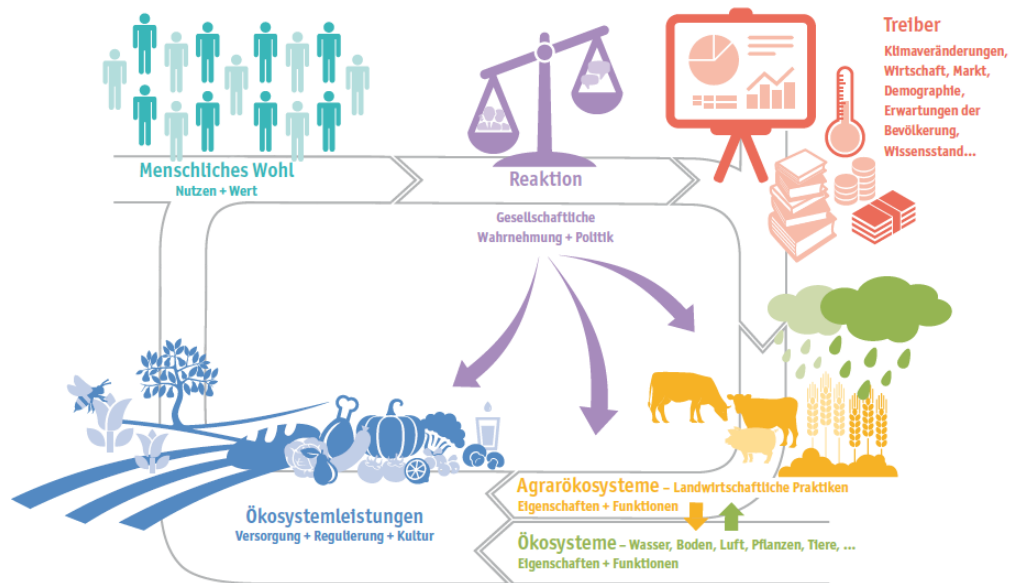 Treiber
Klimaveränderungen,
Wirtschaft, Markt,
Demographie,
Erwartungen der
Bevölkerung,
Wissensstand...
Menschliches Wohl
Nutzen + Wert
Reaktion
Gesellschaftliche
Wahrnehmung + Politik
Agrarökosysteme – Landwirtschaftliche Praktiken
Eigenschaften + Funktionen
Ökosysteme – Wasser, Boden, Luft, Pflanzen, Tiere, ...
Eigenschaften + Funktionen
Ökosystemleistungen
Versorgung + Regulierung + Kultur